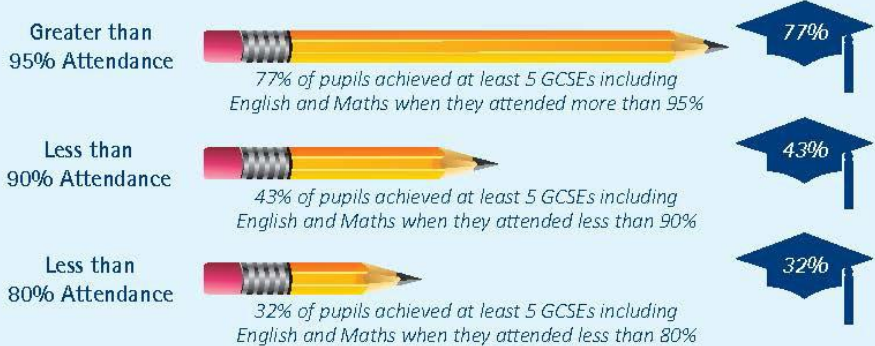 Greater than
95% Attendance
77% of pupils achieved at least 5 GCSEs including
English and Maths when they attended more than 95%
77%
Less than
90% Attendance
43% of pupils achieved at least 5 GCSEs including
English and Maths when they attended less than 90%
43%
Less than
80% Attendance
32% of pupils achieved at least 5 GCSEs including
English and Maths when they attended less than 80%
32%